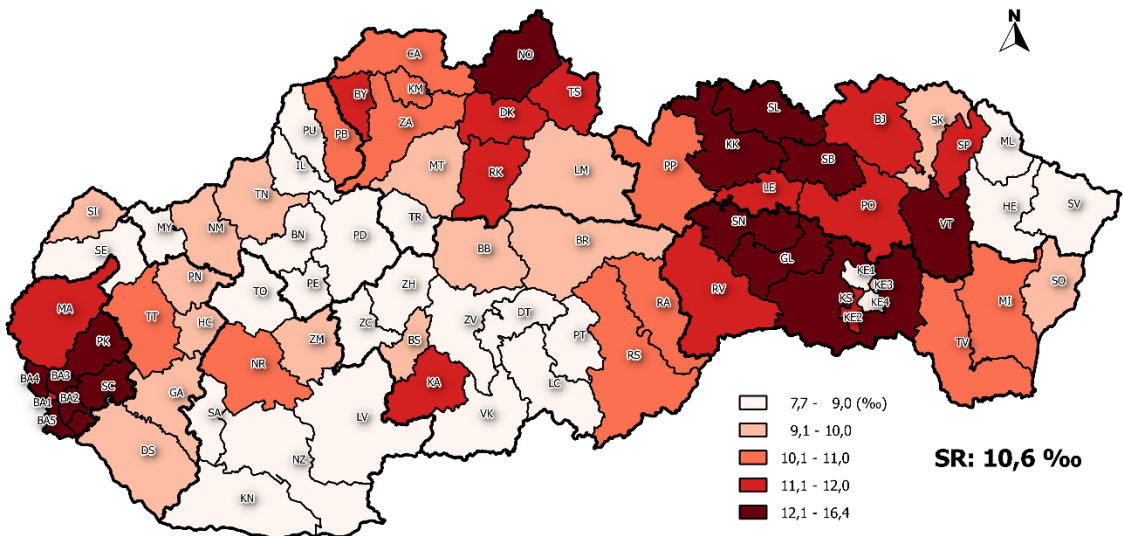 N
CA
NO
BY
KM
TS
PU
PB
ZA
DK
IL
MT
RK
LM
PP
SL
BJ
SK
ML
KK
SB
SP
LE
PO
HE
SV
VT
SI
TN
MY
NM
SE
BN
PD
TR
BB
BR
SN
GL
PN
TO
PE
ZH
MA
TT
HC
ZC
ZV
DT
PT
RA
RV
KE1
KE3
KS
KE4
KE2
MI
SO
TV
PK
ZM
BS
RS
BA4
BA3
SC
NR
KA
LC
BA1
BA2
GA
SA
LV
VK
BA5
DS
NZ
KN
7,7 - 9,0 (‰)
9,1 - 10,0
10,1 - 11,0
11,1 - 12,0
12,1 - 16,4
SR: 10,6 ‰